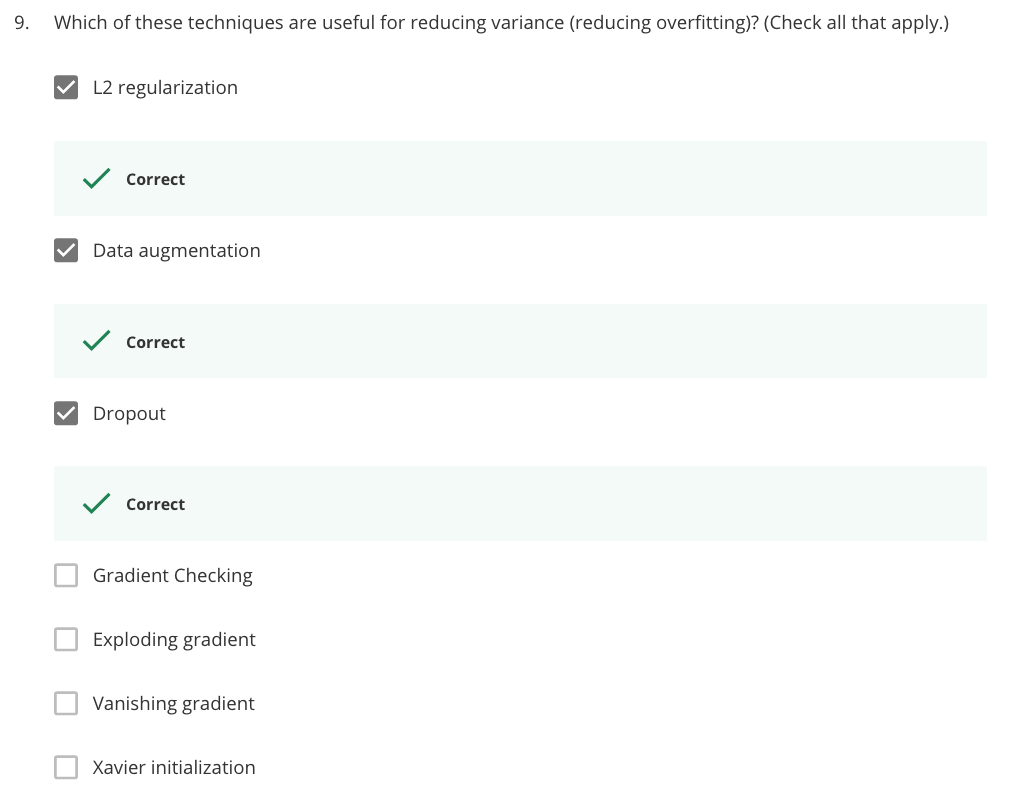 9. Which of these techniques are useful for reducing variance (reducing overfitting)? (Check all that apply.)
L2 regularization
Correct
Data augmentation
Correct
Dropout
Correct
Gradient Checking
Exploding gradient
Vanishing gradient
Xavier initialization